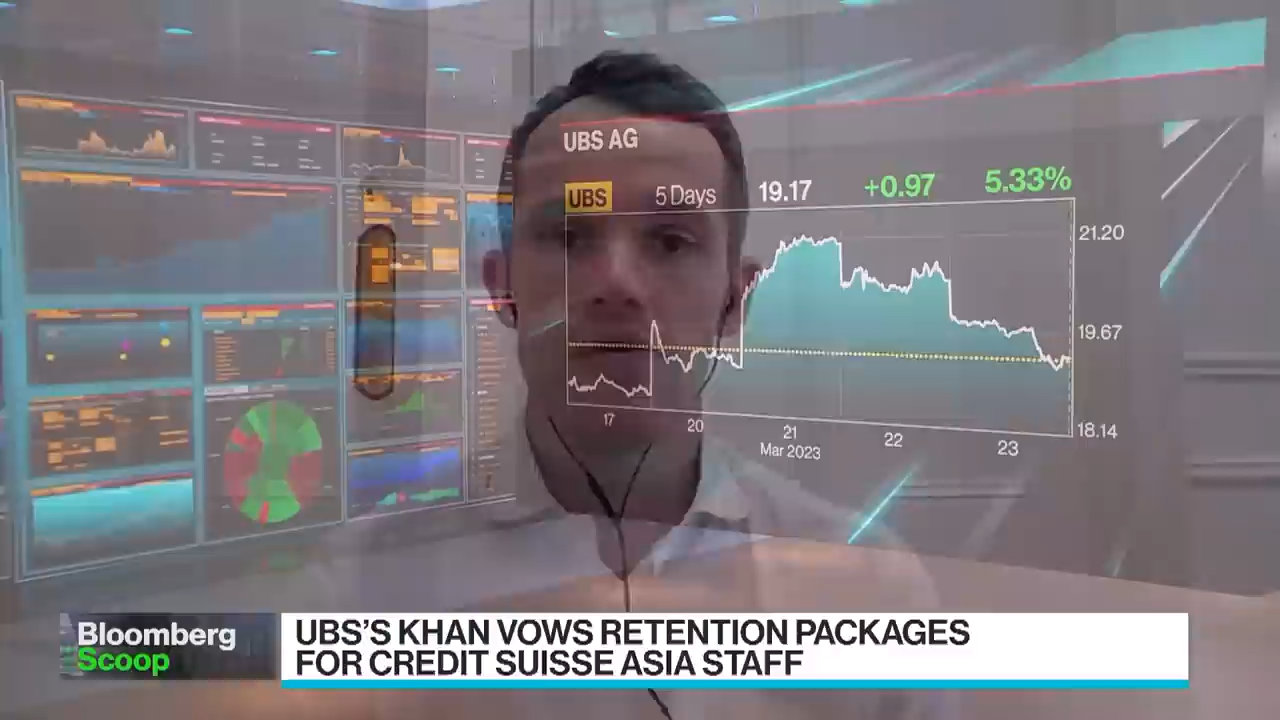 UBS AG
UBS 5 Days 19.17 +0.97 5.33%
21.20
19.67
18.14
17 20 21 22 23
Mar 2023
Bloomberg
Scoop
UBS'S KHAN VOWS RETENTION PACKAGES
FOR CREDIT SUISSE ASIA STAFF